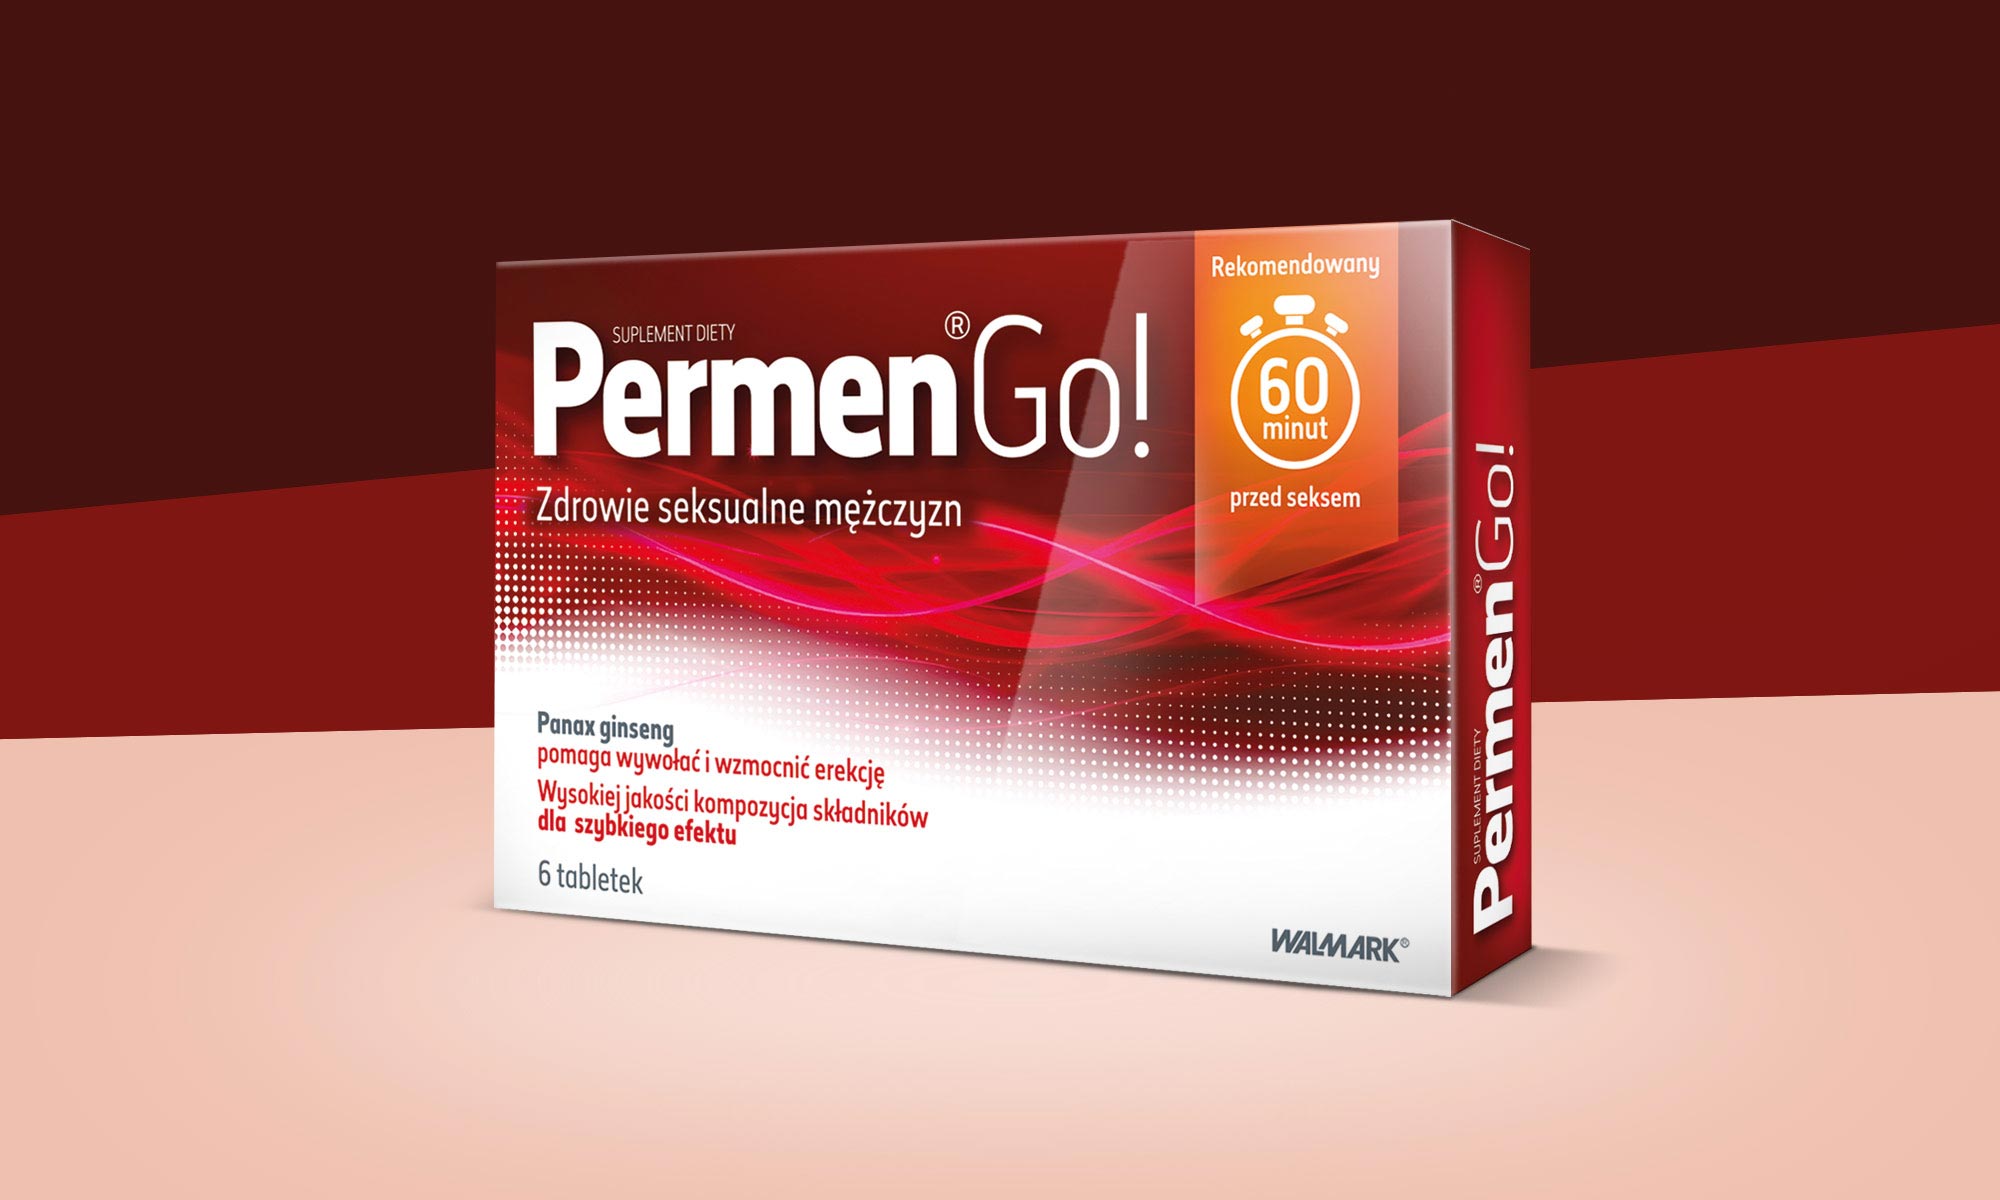 SUPLEMENT DIETY
Permen® Go!
Zdrowie seksualne mężczyzn
Rekomendowany
60
minut
przed seksem
Panax ginseng
pomaga wywołać i wzmocnić erekcję
Wysokiej jakości kompozycja składników
dla szybkiego efektu
6 tabletek
WALMARK®
SUPLEMENT DIETY
Permen® Go!